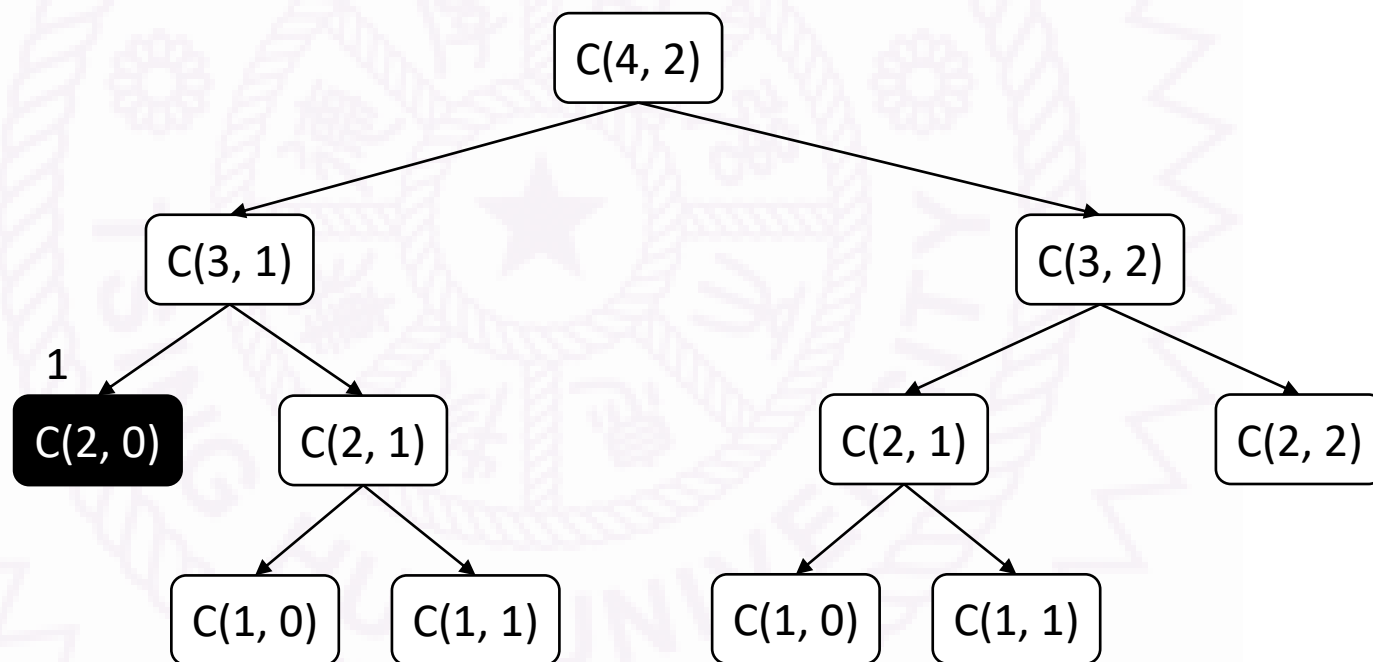 C(4, 2)
C(3, 1)
C(3, 2)
1
C(2, 0)
C(2, 1)
C(2, 1)
C(2, 2)
C(1, 0)
C(1, 1)
C(1, 0)
C(1, 1)